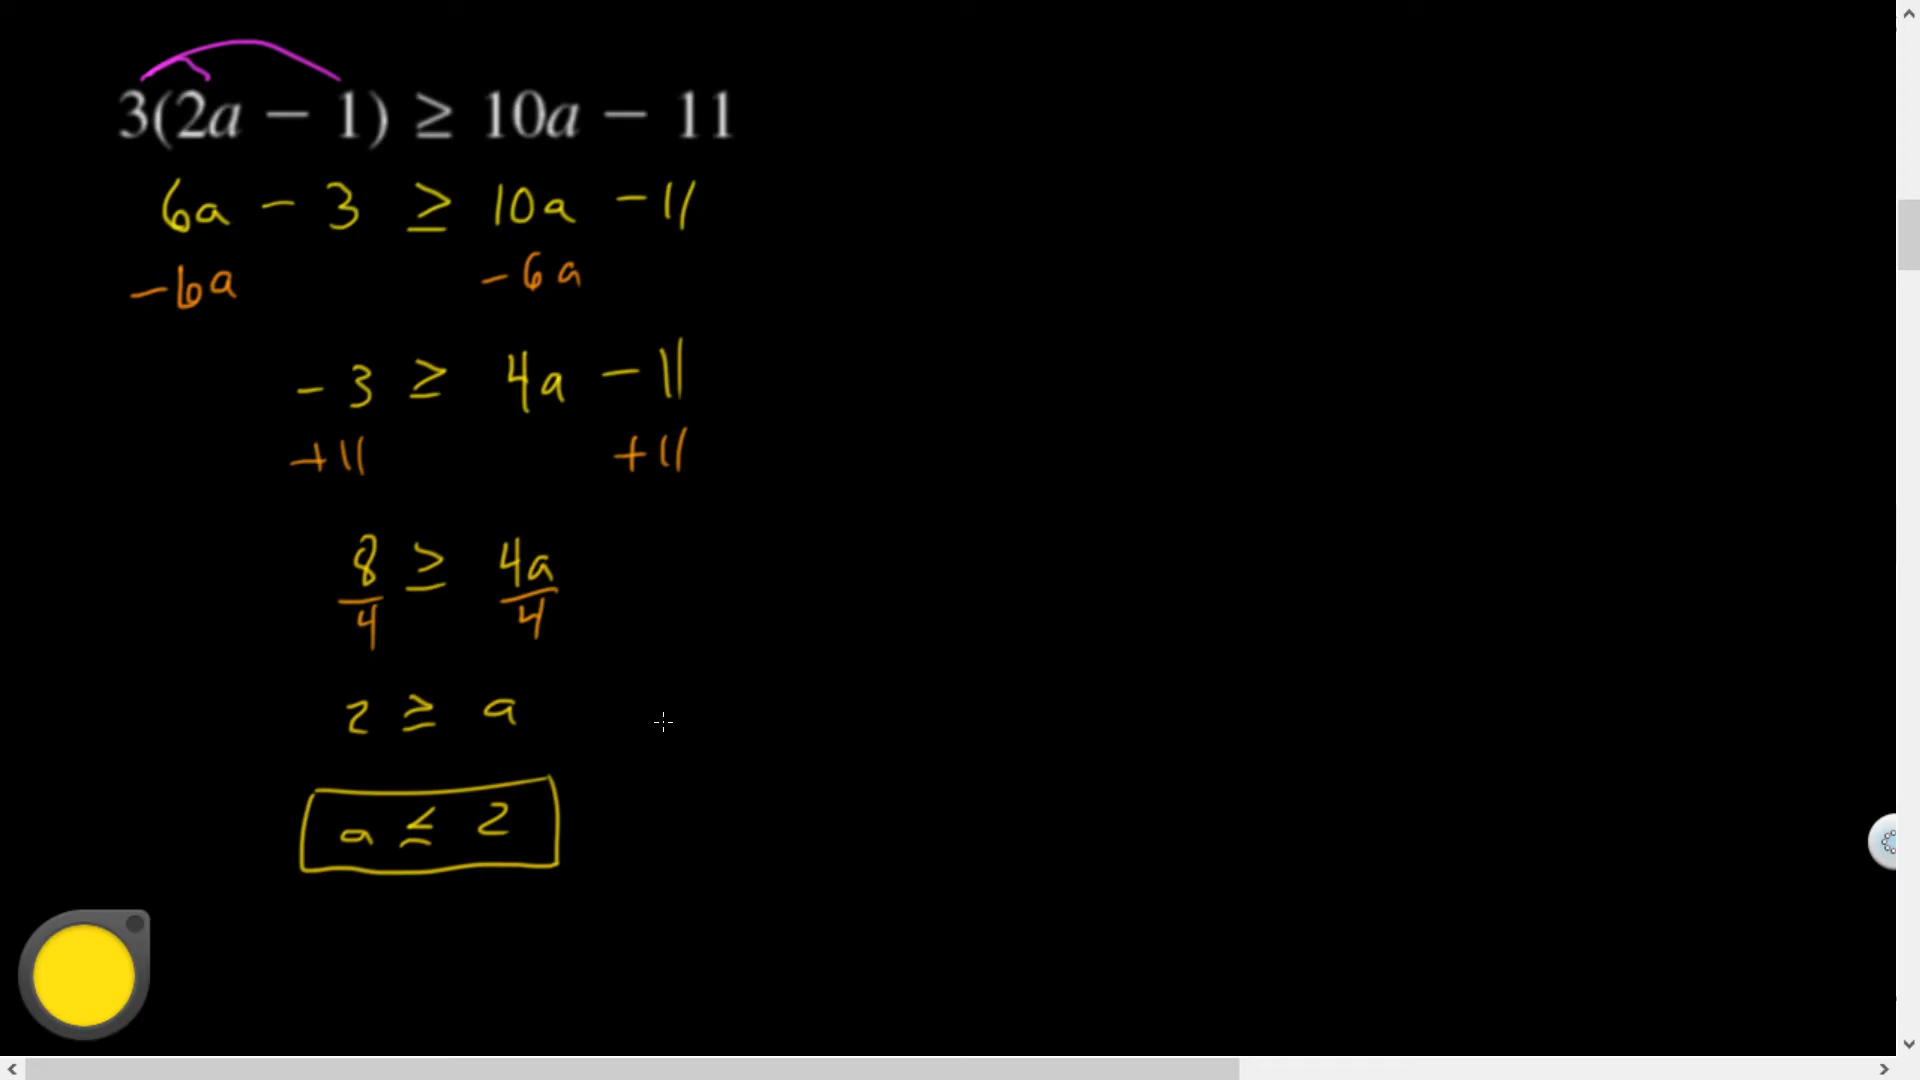 3(2a − 1) ≥ 10a − 11
6a − 3 ≥ 10a − 11
−6a −6a
−3 ≥ 4a − 11
+11 +11
8 ≥ 4a
4 4
2 ≥ a
a ≤ 2